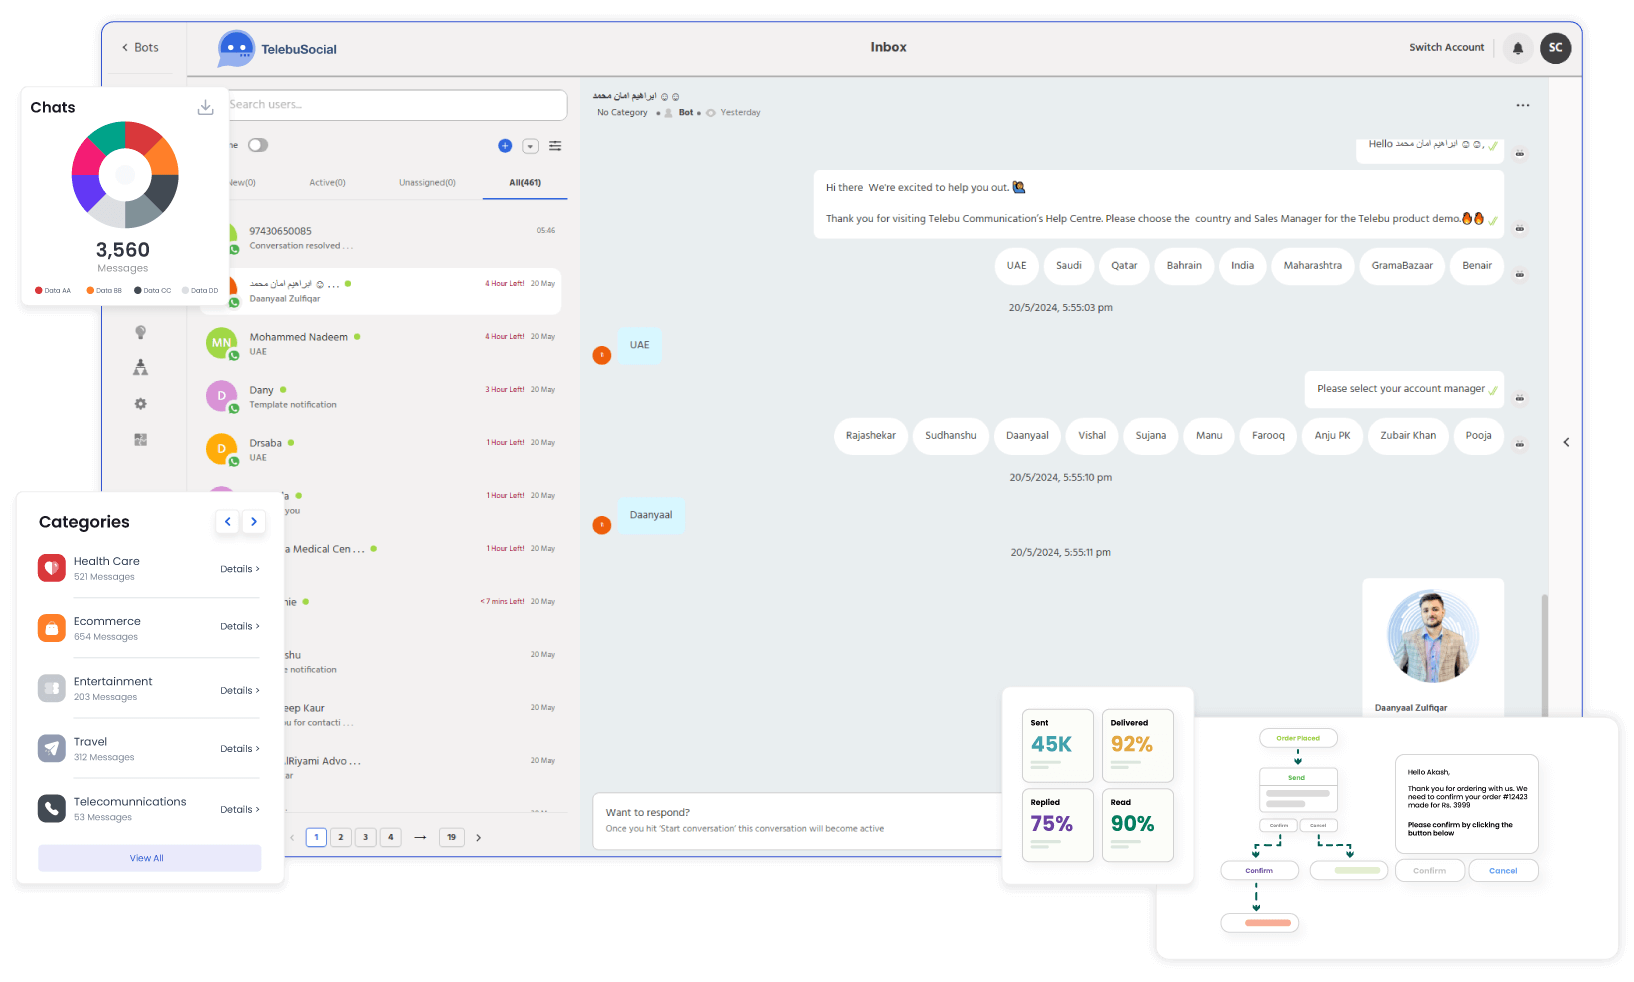 Bots
TelebuSocial
Inbox
Switch Account
SC
Chats
3,560
Messages
Data AA
Data BB
Data CC
Data DD
Search users...
New(0)
Active(0)
Unassigned(0)
All(461)
97430650085
05:46
Conversation resolved . . .
ابراهيم امان محمد ☺ . . .
4 Hour Left! 20 May
Daanyaal Zulfiqar
MN
Mohammed Nadeem
4 Hour Left! 20 May
UAE
D
Dany
3 Hour Left! 20 May
Template notification
D
Drsaba
1 Hour Left! 20 May
UAE
1 Hour Left! 20 May
you
a Medical Cen . . .
1 Hour Left! 20 May
<7 mins Left! 20 May
20 May
notification
eep Kaur
20 May
u for contacti . . .
lRiyami Advo . . .
20 May
1
2
3
4
19
Categories
Health Care
521 Messages
Details >
Ecommerce
654 Messages
Details >
Entertainment
203 Messages
Details >
Travel
312 Messages
Details >
Telecomunnications
53 Messages
Details >
View All
ابراهيم امان محمد ☺ ☺
No Category • Bot • Yesterday
Hello ابراهيم امان محمد ☺ ☺,
Hi there We're excited to help you out. 🙋
Thank you for visiting Telebu Communication's Help Centre. Please choose the country and Sales Manager for the Telebu product demo.🔥🔥
UAE
Saudi
Qatar
Bahrain
India
Maharashtra
GramaBazaar
Benair
20/5/2024, 5:55:03 pm
UAE
Please select your account manager
Rajashekar
Sudhanshu
Daanyaal
Vishal
Sujana
Manu
Farooq
Anju PK
Zubair Khan
Pooja
20/5/2024, 5:55:10 pm
Daanyaal
20/5/2024, 5:55:11 pm
Daanyaal Zulfiqar
Want to respond?
Once you hit 'Start conversation' this conversation will become active
Sent
45K
Delivered
92%
Replied
75%
Read
90%
Order Placed
Send
Confirm
Cancel
Confirm
Hello Akash,
Thank you for ordering with us. We
need to confirm your order #12423
made for Rs. 3999
Please confirm by clicking the
button below
Confirm
Cancel